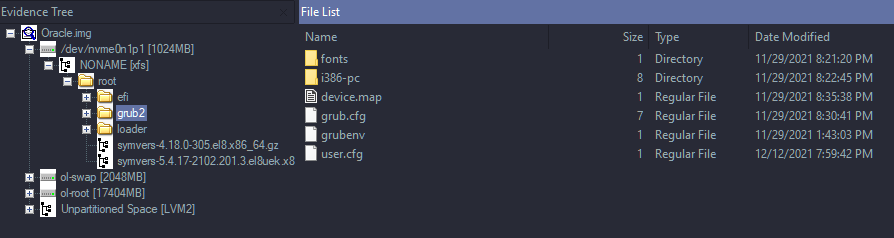 Evidence Tree
Oracle.img
/dev/nvme0n1p1 [1024MB]
NONAME [xfs]
root
efi
grub2
loader
symvers-4.18.0-305.el8.x86_64.gz
symvers-5.4.17-2102.201.3.el8uek.x8
ol-swap [2048MB]
ol-root [17404MB]
Unpartitioned Space [LVM2]
File List
Name Size Type Date Modified
fonts 1 Directory 11/29/2021 8:21:20 PM
i386-pc 8 Directory 11/29/2021 8:22:45 PM
device.map 1 Regular File 11/29/2021 8:35:38 PM
grub.cfg 7 Regular File 11/29/2021 8:30:41 PM
grubenv 1 Regular File 11/29/2021 1:43:03 PM
user.cfg 1 Regular File 12/12/2021 7:59:42 PM